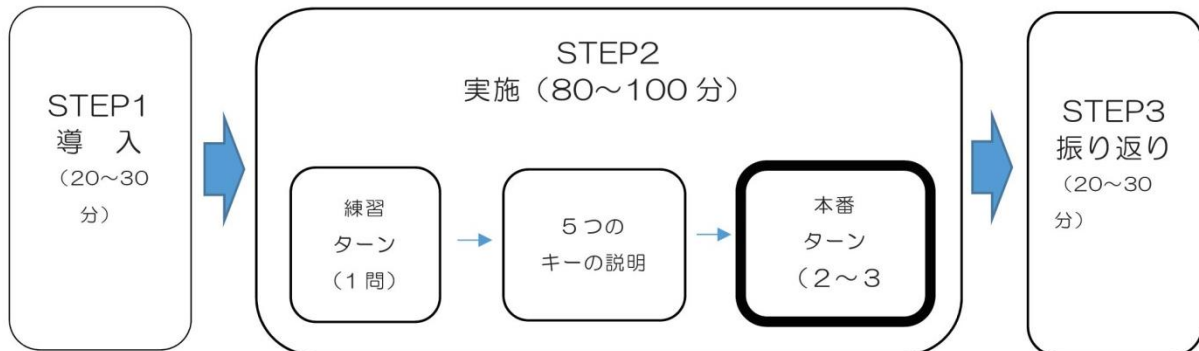 STEP1
導　入
（20～30
分）
STEP2
実施（80～100 分）
練習
ターン
（1 問）
５つの
キーの説明
本番
ターン
（２～３
STEP3
振り返り
（20～30
分）